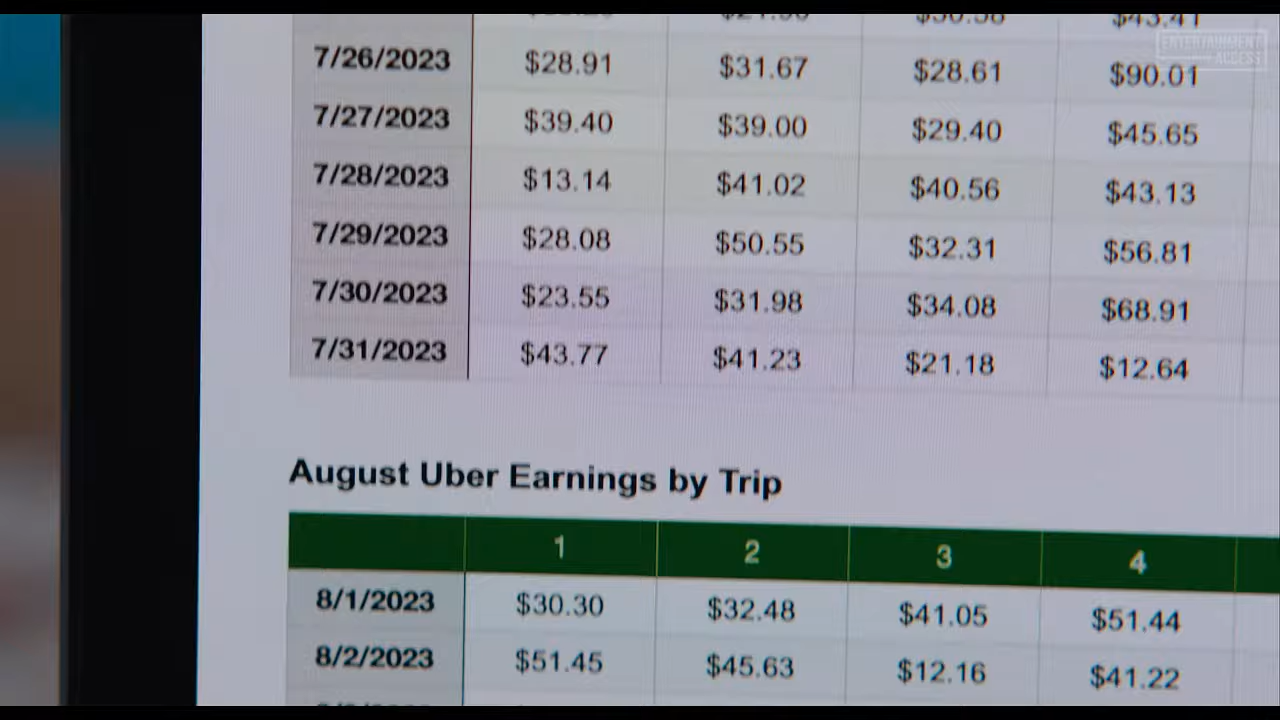 $43.41
7/26/2023 $28.91 $31.67 $28.61 $90.01
7/27/2023 $39.40 $39.00 $29.40 $45.65
7/28/2023 $13.14 $41.02 $40.56 $43.13
7/29/2023 $28.08 $50.55 $32.31 $56.81
7/30/2023 $23.55 $31.98 $34.08 $68.91
7/31/2023 $43.77 $41.23 $21.18 $12.64
August Uber Earnings by Trip
1 2 3 4
8/1/2023 $30.30 $32.48 $41.05 $51.44
8/2/2023 $51.45 $45.63 $12.16 $41.22
ENTERTAINMENT
ACCESS